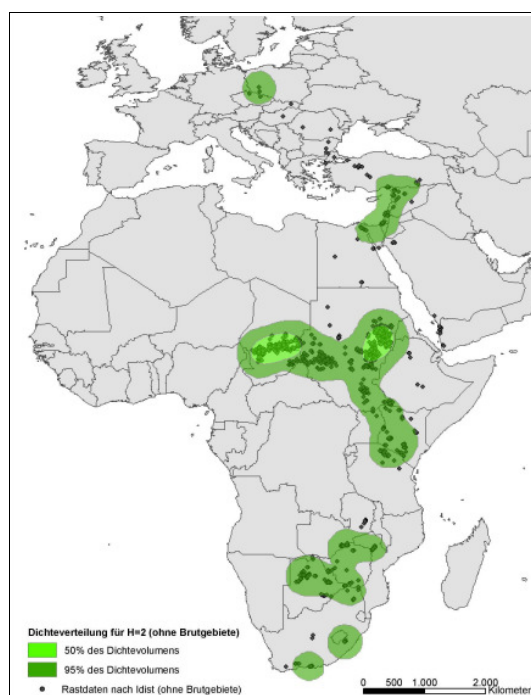 Dichteverteilung für H=2 (ohne Brutgebiete)
50% des Dichtevolumens
95% des Dichtevolumens
Rastdaten nach Idist (ohne Brutgebiete)
0 500 1.000 2.000
Kilometer